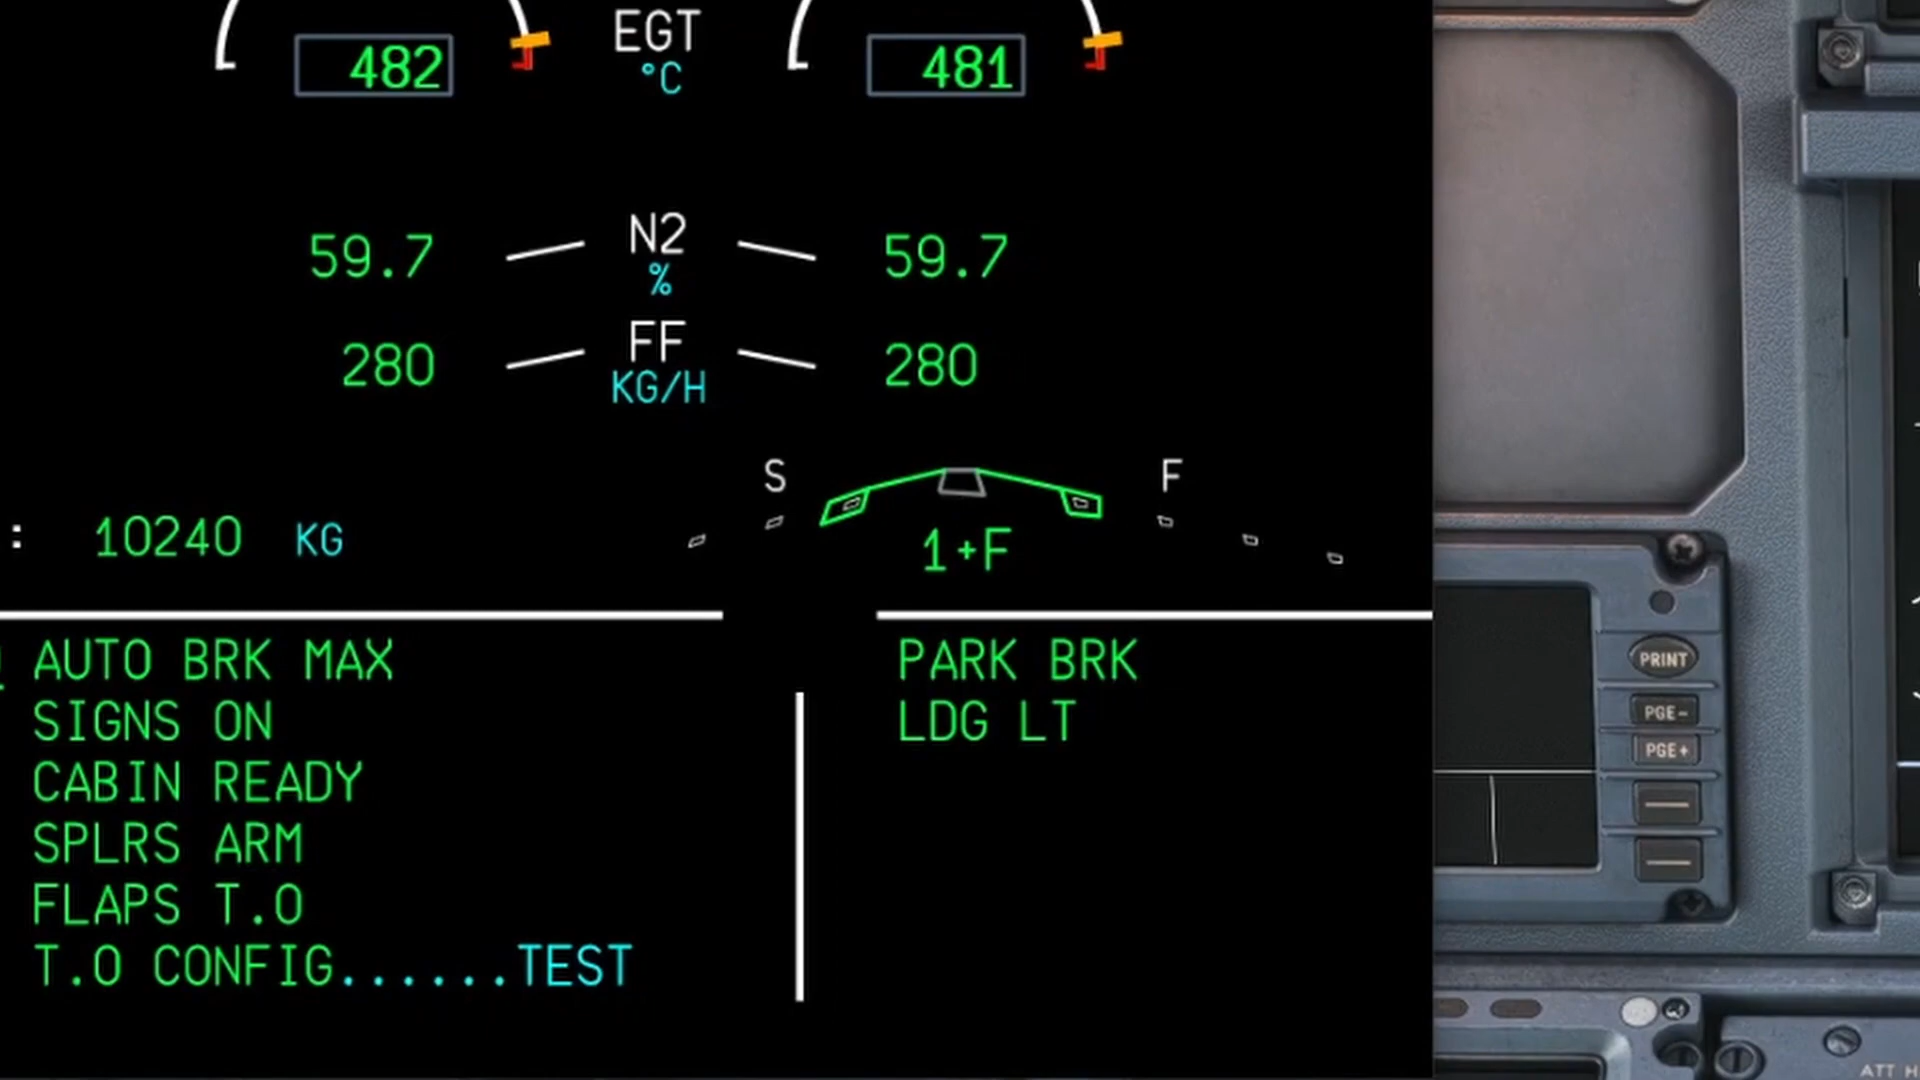 482 EGT 481
°C
59.7 N2 59.7
%
280 FF 280
KG/H
S F
: 10240 KG 1+F
AUTO BRK MAX PARK BRK
SIGNS ON LDG LT
CABIN READY
SPLRS ARM
FLAPS T.O
T.O CONFIG......TEST
PRINT
PGE-
PGE+
ATT H